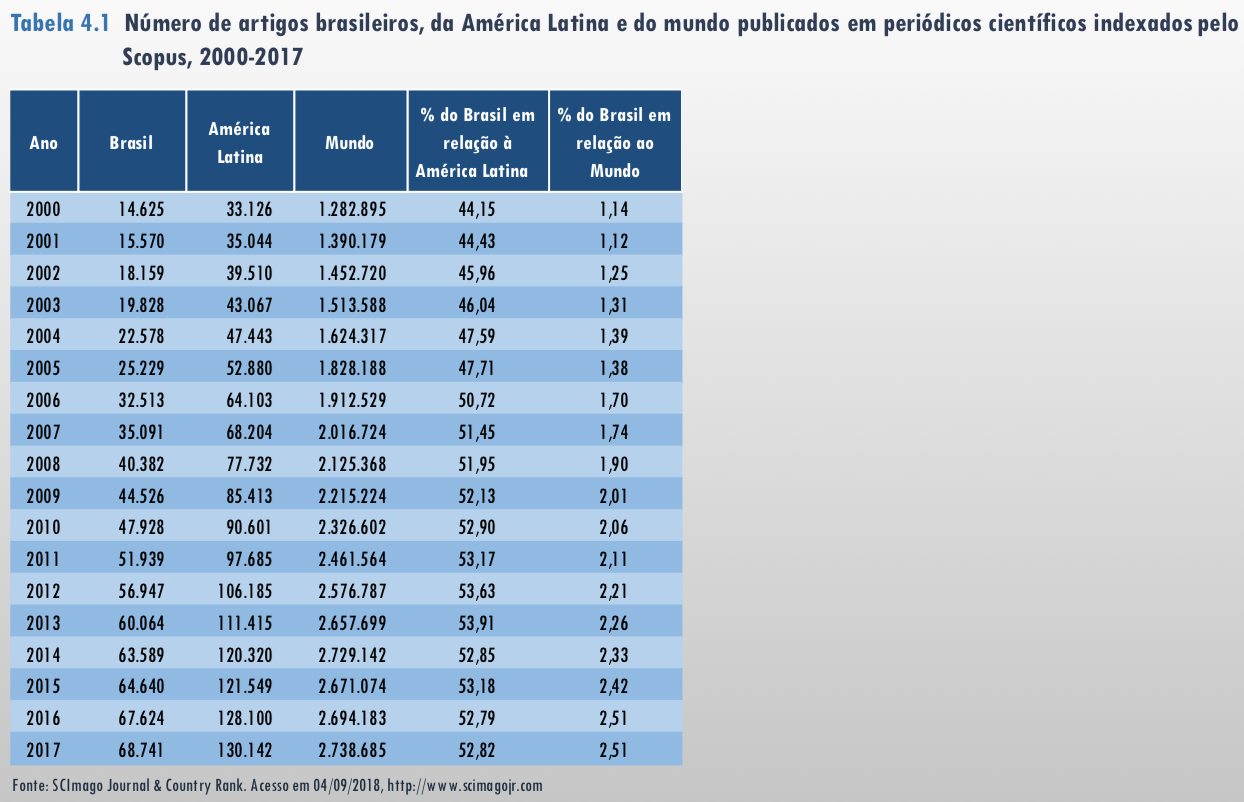 Tabela 4.1 Número de artigos brasileiros, da América Latina e do mundo publicados em periódicos científicos indexados pelo
Scopus, 2000-2017
Ano Brasil América Latina Mundo % do Brasil em relação à América Latina % do Brasil em relação ao Mundo
2000 14.625 33.126 1.282.895 44,15 1,14
2001 15.570 35.044 1.390.179 44,43 1,12
2002 18.159 39.510 1.452.720 45,96 1,25
2003 19.828 43.067 1.513.588 46,04 1,31
2004 22.578 47.443 1.624.317 47,59 1,39
2005 25.229 52.880 1.828.188 47,71 1,38
2006 32.513 64.103 1.912.529 50,72 1,70
2007 35.091 68.204 2.016.724 51,45 1,74
2008 40.382 77.732 2.125.368 51,95 1,90
2009 44.526 85.413 2.215.224 52,13 2,01
2010 47.928 90.601 2.326.602 52,90 2,06
2011 51.939 97.685 2.461.564 53,17 2,11
2012 56.947 106.185 2.576.787 53,63 2,21
2013 60.064 111.415 2.657.699 53,91 2,26
2014 63.589 120.320 2.729.142 52,85 2,33
2015 64.640 121.549 2.671.074 53,18 2,42
2016 67.624 128.100 2.694.183 52,79 2,51
2017 68.741 130.142 2.738.685 52,82 2,51
Fonte: SCImago Journal & Country Rank. Acesso em 04/09/2018, http://www.scimagojr.com